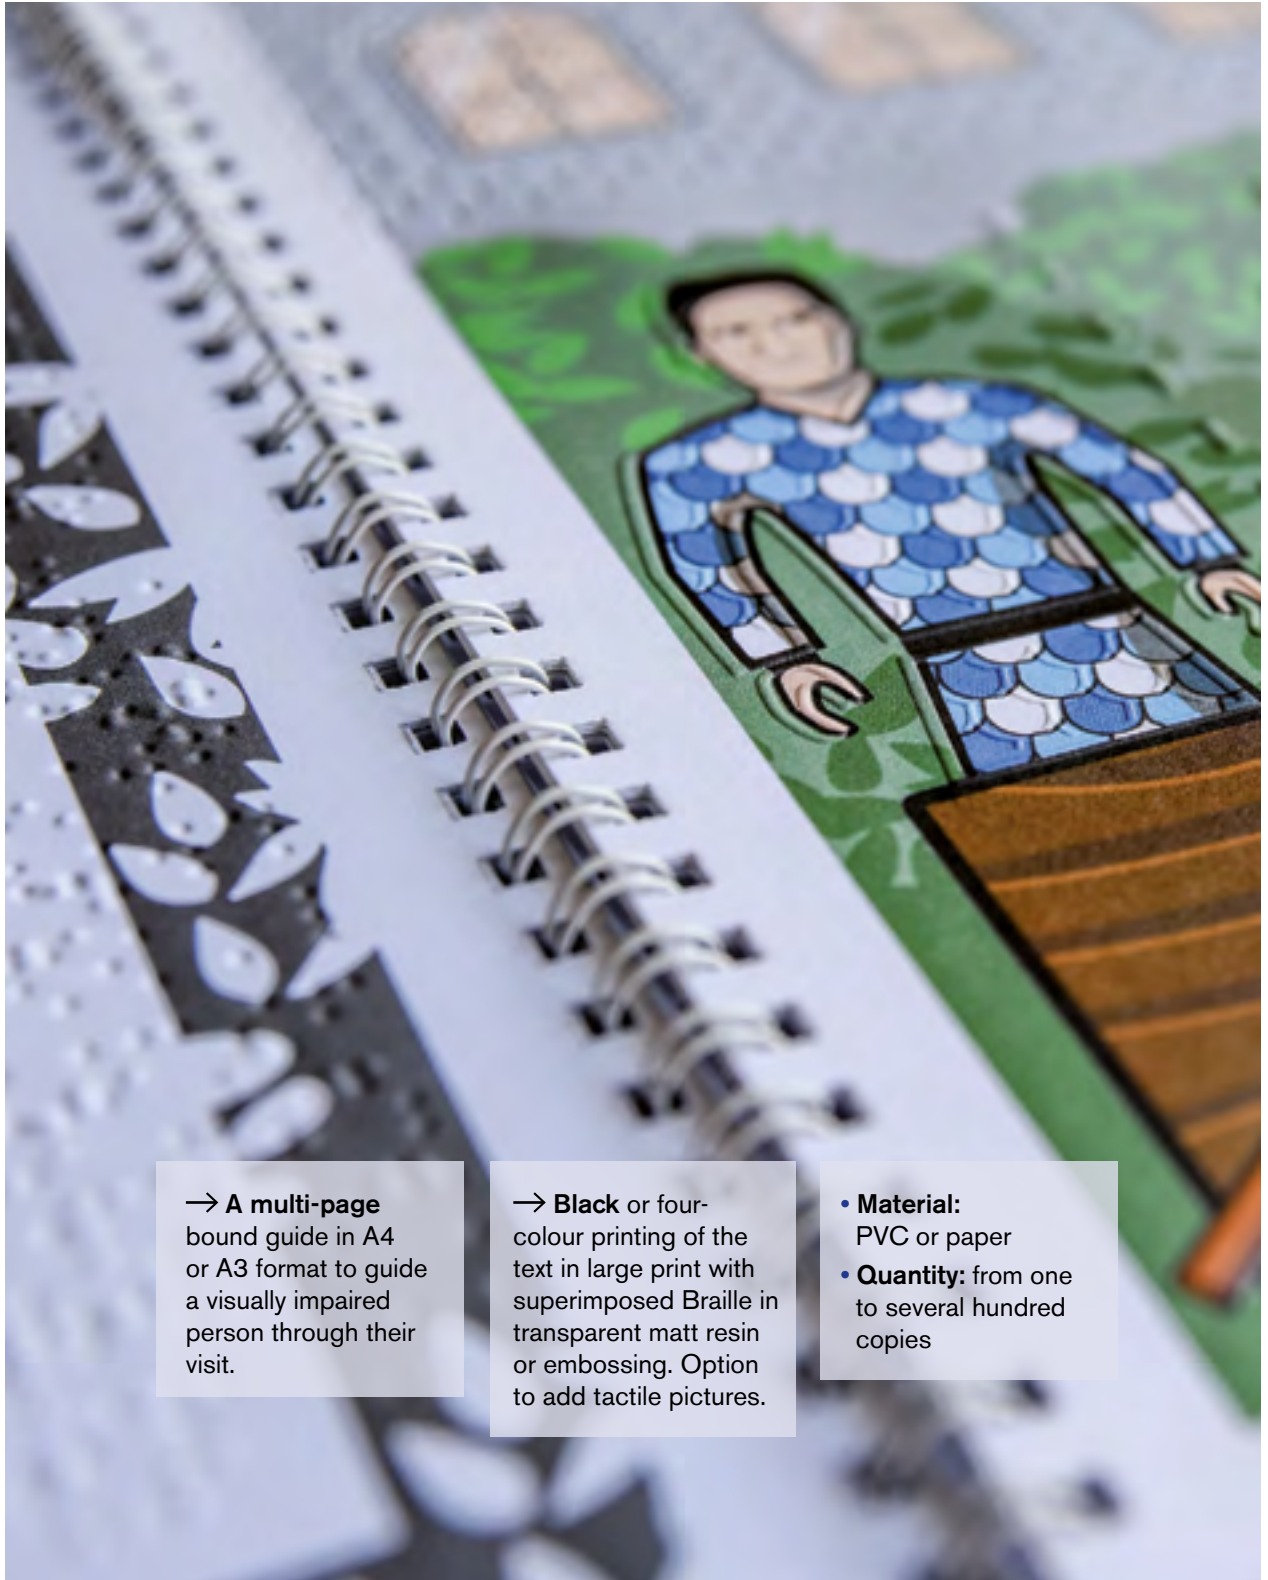 → A multi-page
bound guide in A4
or A3 format to guide
a visually impaired
person through their
visit.
→ Black or four-
colour printing of the
text in large print with
superimposed Braille in
transparent matt resin
or embossing. Option
to add tactile pictures.
• Material:
PVC or paper
• Quantity: from one
to several hundred
copies